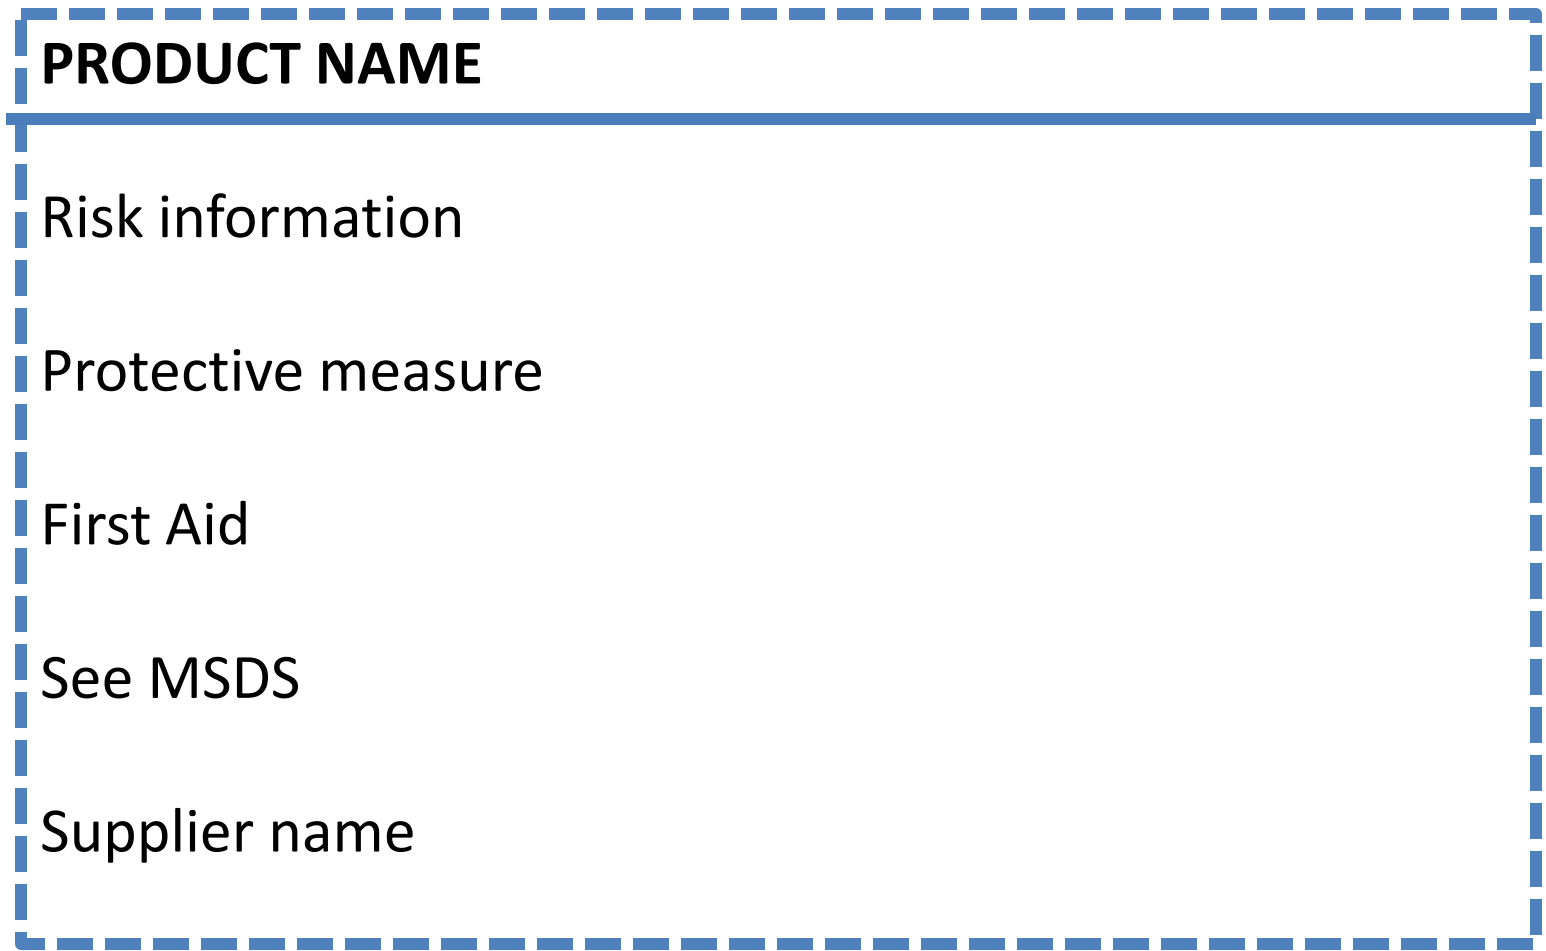 PRODUCT NAME
Risk information
Protective measure
First Aid
See MSDS
Supplier name